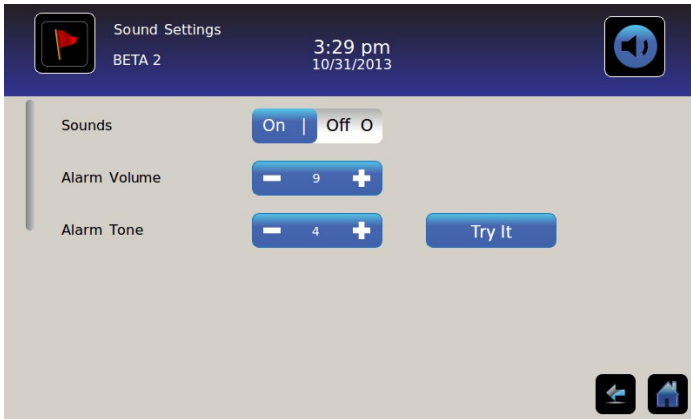 Sound Settings
BETA 2
3:29 pm
10/31/2013
Sounds
On | Off O
Alarm Volume
9
Alarm Tone
4
Try It